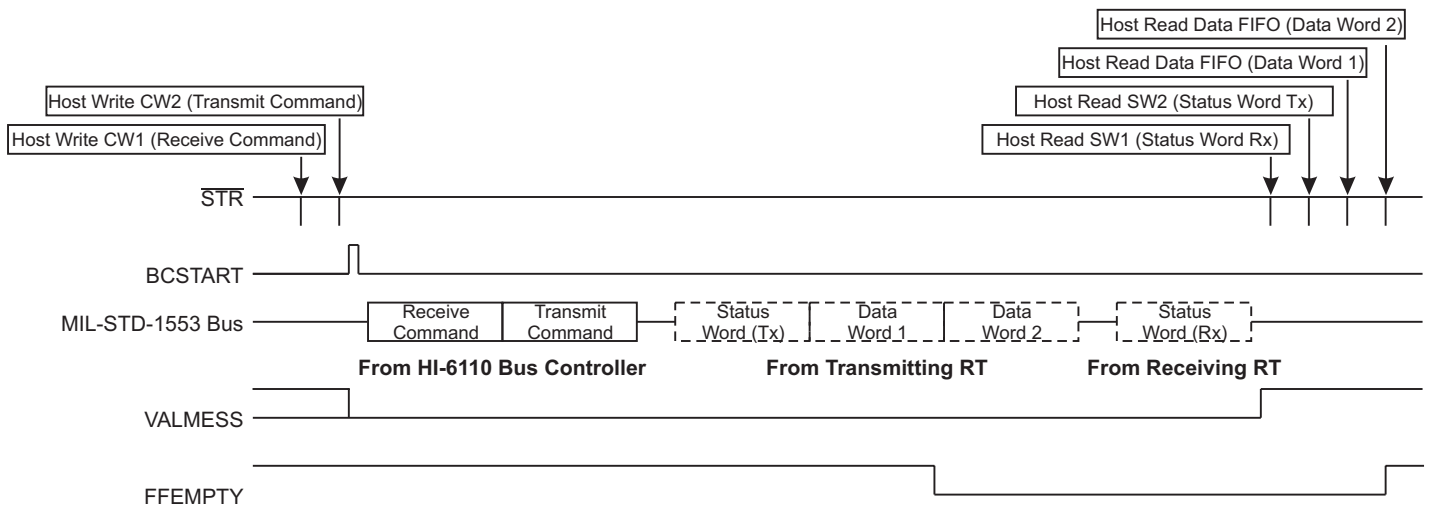 Host Read Data FIFO (Data Word 2)
Host Read Data FIFO (Data Word 1)
Host Write CW2 (Transmit Command)
Host Read SW2 (Status Word Tx)
Host Write CW1 (Receive Command)
Host Read SW1 (Status Word Rx)
STR
BCSTART
MIL-STD-1553 Bus
Receive
Command
Transmit
Command
Status
Word (Tx)
Data
Word 1
Data
Word 2
Status
Word (Rx)
From HI-6110 Bus Controller
From Transmitting RT
From Receiving RT
VALMESS
FFEMPTY